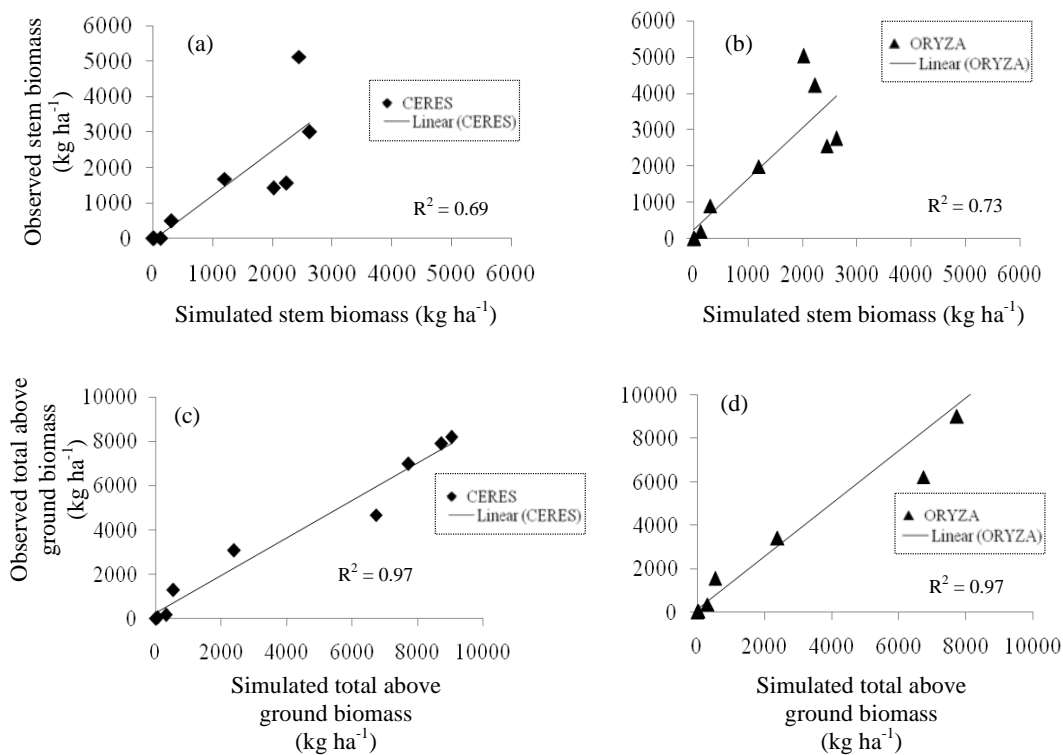 (a)
Observed stem biomass
(kg ha⁻¹)
6000
5000
4000
3000
2000
1000
0
CERES
Linear (CERES)
R² = 0.69
0 1000 2000 3000 4000 5000 6000
Simulated stem biomass (kg ha⁻¹)
(b)
6000
5000
4000
3000
2000
1000
0
ORYZA
Linear (ORYZA)
R² = 0.73
0 1000 2000 3000 4000 5000 6000
Simulated stem biomass (kg ha⁻¹)
(c)
Observed total above
ground biomass
(kg ha⁻¹)
10000
8000
6000
4000
2000
0
CERES
Linear (CERES)
R² = 0.97
0 2000 4000 6000 8000 10000
Simulated total above
ground biomass
(kg ha⁻¹)
(d)
10000
8000
6000
4000
2000
0
ORYZA
Linear (ORYZA)
R² = 0.97
0 2000 4000 6000 8000 10000
Simulated total above
ground biomass
(kg ha⁻¹)